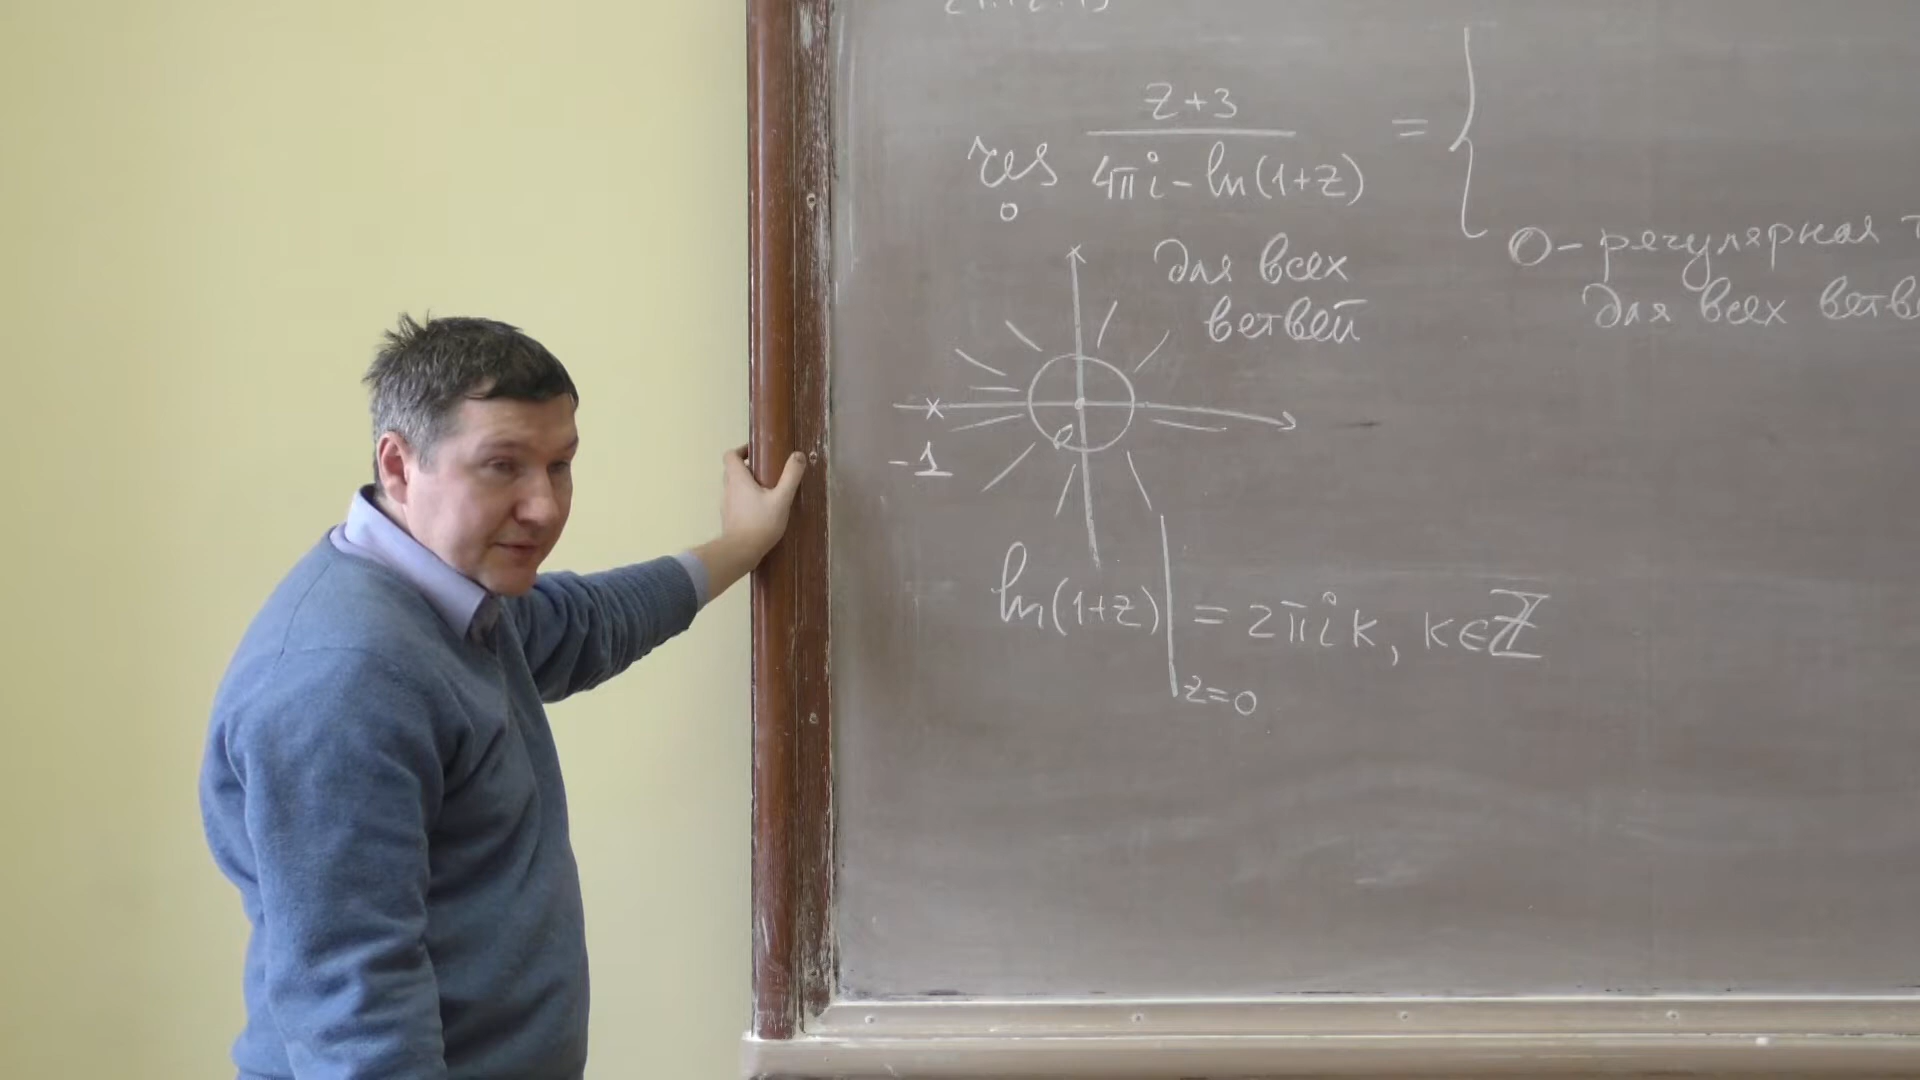 z+3
res ──────────── = {
0 4πi-ln(1+z)
для всех
ветвей
0- регулярная
для всех
-1
0
ln(1+z)| = 2πik, k∈ℤ
z=0